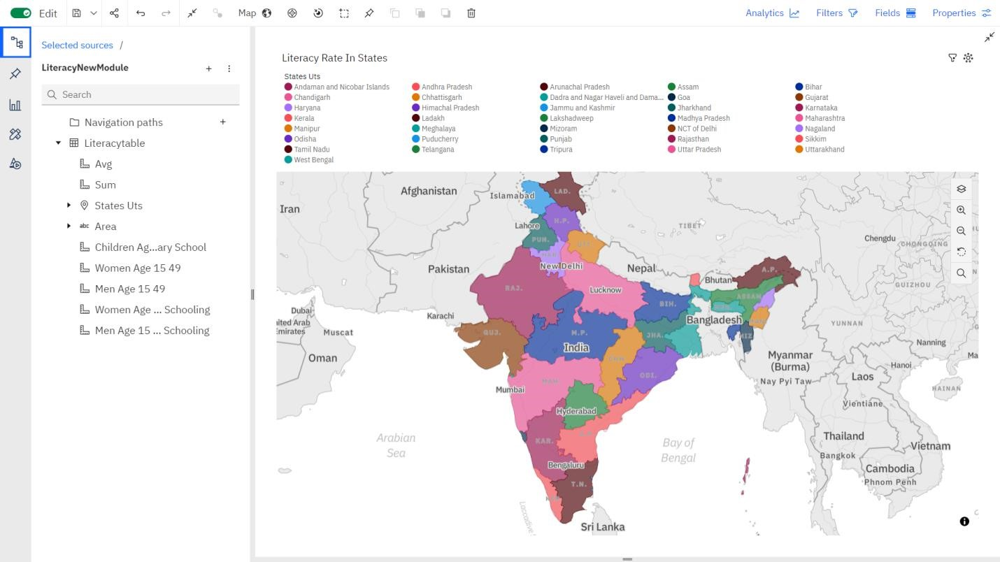 Edit
Map
Analytics
Filters
Fields
Properties
Selected sources /
LiteracyNewModule
Search
Navigation paths
Literacytable
Avg
Sum
States Uts
abc Area
Children Ag...ary School
Women Age 15 49
Men Age 15 49
Women Age ... Schooling
Men Age 15 ... Schooling
Literacy Rate In States
States Uts
Andaman and Nicobar Islands Andhra Pradesh Arunachal Pradesh Assam Bihar
Chandigarh Chhattisgarh Dadra and Nagar Haveli and Dama... Goa Gujarat
Haryana Himachal Pradesh Jammu and Kashmir Jharkhand Karnataka
Kerala Ladakh Lakshadweep Madhya Pradesh Maharashtra
Manipur Meghalaya Mizoram NCT of Delhi Nagaland
Odisha Puducherry Punjab Rajasthan Sikkim
Tamil Nadu Telangana Tripura Uttar Pradesh Uttarakhand
West Bengal
Afghanistan
Islamabad
LAD.
Iran
H.P.
Lahore
TIBET
PUN.
Chengdu
CHONGQING
New Delhi
Pakistan
Nepal
A.P.
Bhutan
GUIZHOU
RAJ.
Lucknow
ASSAM
BIH.
Dubai
Karachi
Bangladesh
United Arab
Emirates
Muscat
YUNNAN
GUJ.
M.P.
JHA.
India
Nanning
Oman
Myanmar
(Burma)
Ma
CHH.
Hanoi
ODI.
Laos
MAH.
Nay Pyi Taw
Mumbai
HAINAN
Vientiane
Hyderabad
Arabian
Sea
Bay of
Bengal
Thailand
KAR.
Vietnam
Bangkok
Bengaluru
Cambodia
Phnom Penh
T.N.
Laccadive
Sri Lanka